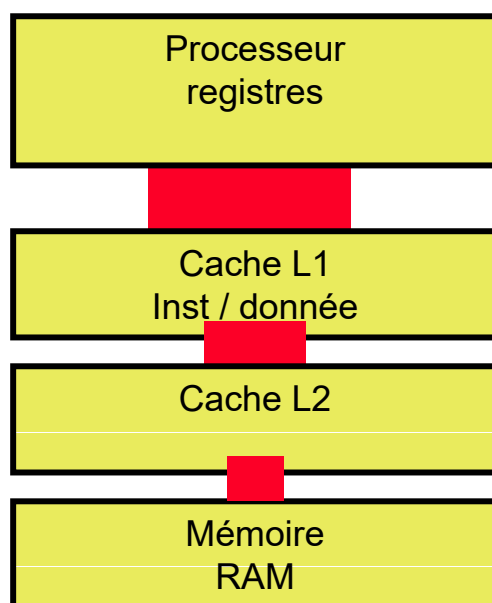 Processeur
registres
Cache L1
Inst / donnée
Cache L2
Mémoire
RAM